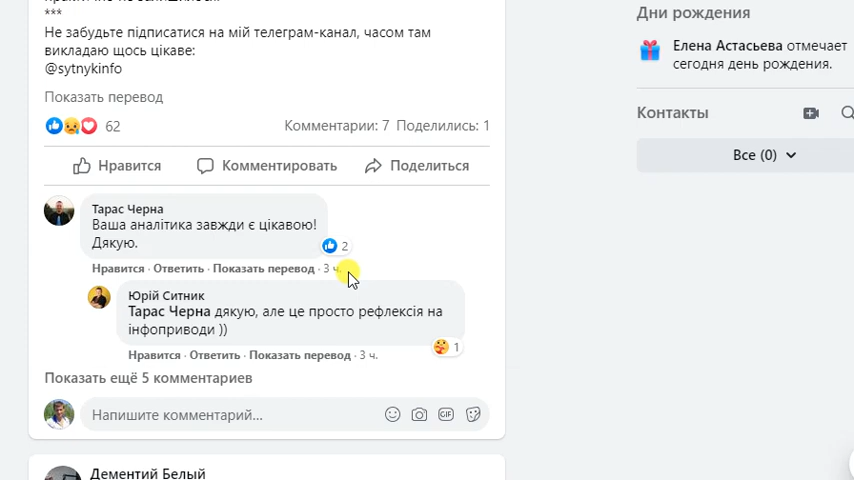 ***
Не забудьте підписатися на мій телеграм-канал, часом там
викладаю щось цікаве:
@sytnykinfo
Показать перевод
62
Комментарии: 7 Поделились: 1
Нравится Комментировать Поделиться
Тарас Черна
Ваша аналітика завжди є цікавою!
Дякую.
2
Нравится · Ответить · Показать перевод · 3 ч.
Юрій Ситник
Тарас Черна дякую, але це просто рефлексія на
інфоприводи ))
1
Нравится · Ответить · Показать перевод · 3 ч.
Показать ещё 5 комментариев
Напишите комментарий...
GIF
Дементий Белый
Дни рождения
Елена Астасьева отмечает
сегодня день рождения.
Контакты
Все (0)